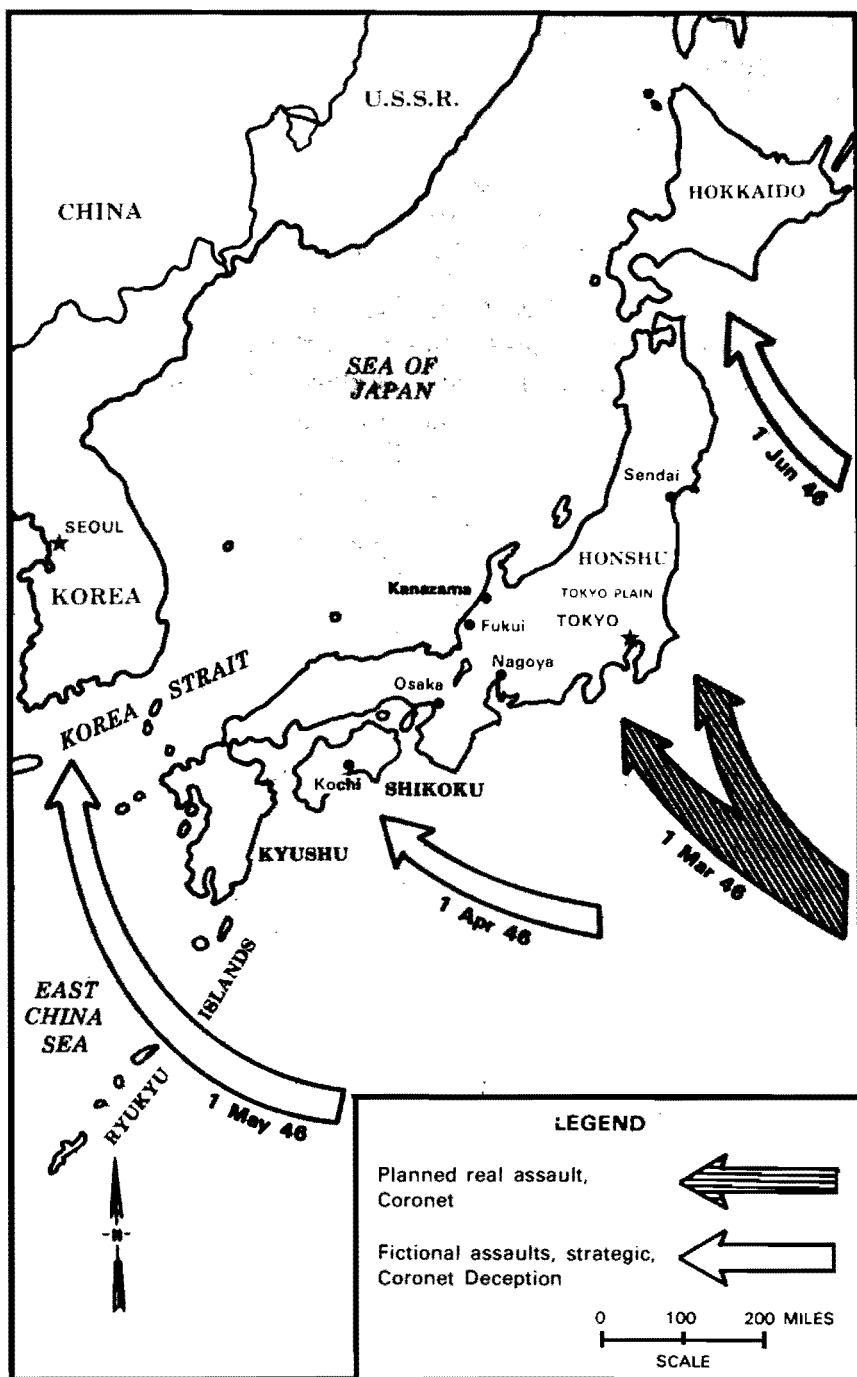 U.S.S.R.
CHINA
HOKKAIDO
SEA OF
JAPAN
1 Jun 46
Sendai
SEOUL
HONSHU
KOREA
Kanazama
TOKYO PLAIN
Fukui
TOKYO
Nagoya
KOREA STRAIT
Osaka
Kochi
SHIKOKU
KYUSHU
1 Mar 46
1 Apr 46
EAST
CHINA
SEA
RYUKYU ISLANDS
1 May 46
N
LEGEND
Planned real assault,
Coronet
Fictional assaults, strategic,
Coronet Deception
0 100 200 MILES
SCALE